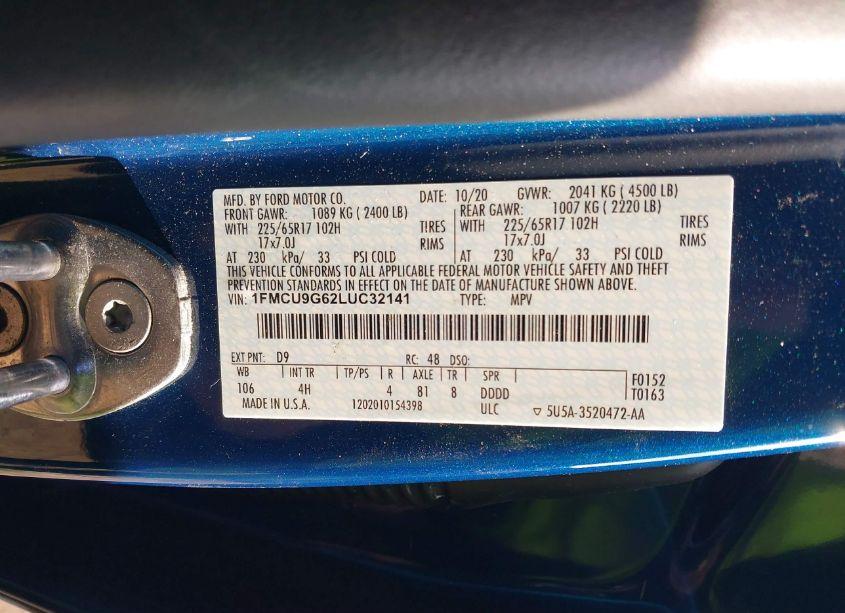 MFD. BY FORD MOTOR CO. DATE: 10/20 GVWR: 2041 KG ( 4500 LB)
FRONT GAWR: 1089 KG ( 2400 LB) REAR GAWR: 1007 KG ( 2220 LB)
WITH 225/65R17 102H TIRES WITH 225/65R17 102H TIRES
17x7.0J RIMS 17x7.0J RIMS
AT 230 kPa/ 33 PSI COLD AT 230 kPa/ 33 PSI COLD
THIS VEHICLE CONFORMS TO ALL APPLICABLE FEDERAL MOTOR VEHICLE SAFETY AND THEFT
PREVENTION STANDARDS IN EFFECT ON THE DATE OF MANUFACTURE SHOWN ABOVE.
VIN: 1FMCU9G62LUC32141 TYPE: MPV
EXT PNT: D9 RC: 48 DSO:
WB INT TR TP/PS R AXLE TR SPR F0152
106 4H 4 81 8 DDDD T0163
MADE IN U.S.A. 1202010154398 ULC ▽ 5U5A-3520472-AA